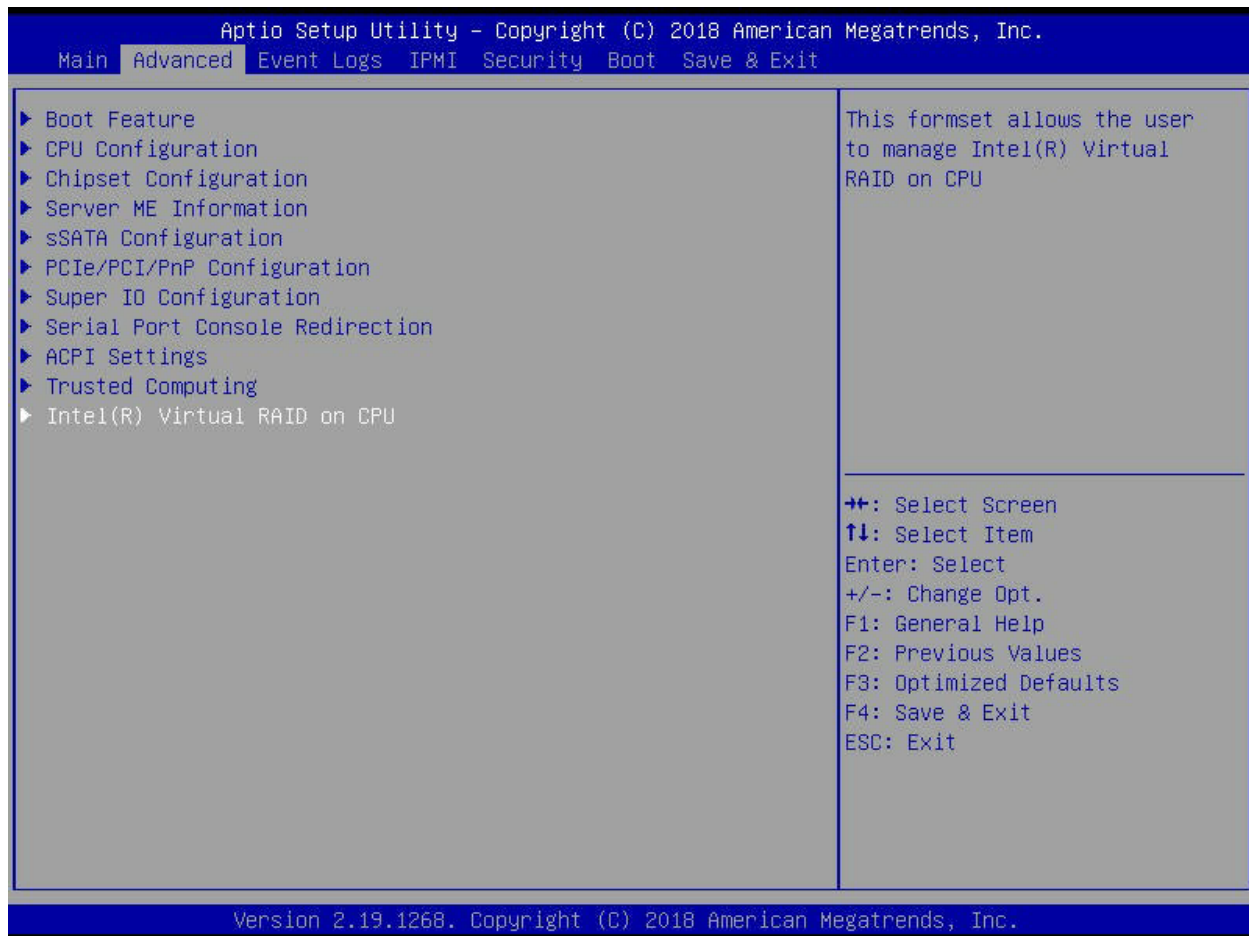 Aptio Setup Utility – Copyright (C) 2018 American Megatrends, Inc.
Main Advanced Event Logs IPMI Security Boot Save & Exit
▶ Boot Feature
▶ CPU Configuration
▶ Chipset Configuration
▶ Server ME Information
▶ sSATA Configuration
▶ PCIe/PCI/PnP Configuration
▶ Super IO Configuration
▶ Serial Port Console Redirection
▶ ACPI Settings
▶ Trusted Computing
▶ Intel(R) Virtual RAID on CPU
This formset allows the user
to manage Intel(R) Virtual
RAID on CPU
→←: Select Screen
↑↓: Select Item
Enter: Select
+/-: Change Opt.
F1: General Help
F2: Previous Values
F3: Optimized Defaults
F4: Save & Exit
ESC: Exit
Version 2.19.1268. Copyright (C) 2018 American Megatrends, Inc.